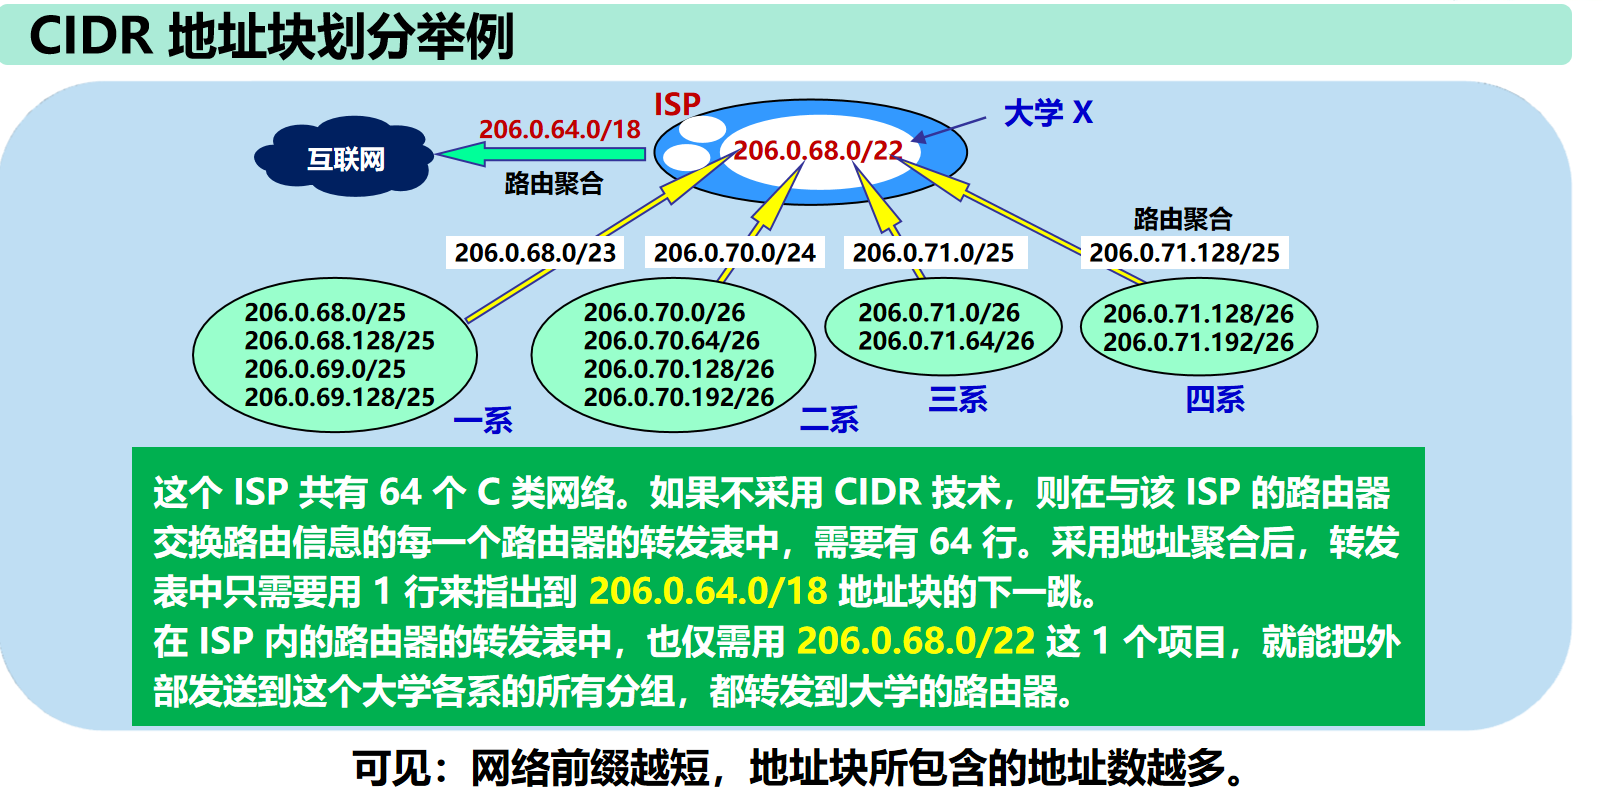 CIDR 地址块划分举例
ISP
大学 X
206.0.64.0/18
互联网
206.0.68.0/22
路由聚合
路由聚合
206.0.68.0/23
206.0.70.0/24
206.0.71.0/25
206.0.71.128/25
206.0.68.0/25
206.0.68.128/25
206.0.69.0/25
206.0.69.128/25
一系
206.0.70.0/26
206.0.70.64/26
206.0.70.128/26
206.0.70.192/26
二系
206.0.71.0/26
206.0.71.64/26
三系
206.0.71.128/26
206.0.71.192/26
四系
这个 ISP 共有 64 个 C 类网络。如果不采用 CIDR 技术，则在与该 ISP 的路由器
交换路由信息的每一个路由器的转发表中，需要有 64 行。采用地址聚合后，转发
表中只需要用 1 行来指出到 206.0.64.0/18 地址块的下一跳。
在 ISP 内的路由器的转发表中，也仅需用 206.0.68.0/22 这 1 个项目，就能把外
部发送到这个大学各系的所有分组，都转发到大学的路由器。
可见：网络前缀越短，地址块所包含的地址数越多。